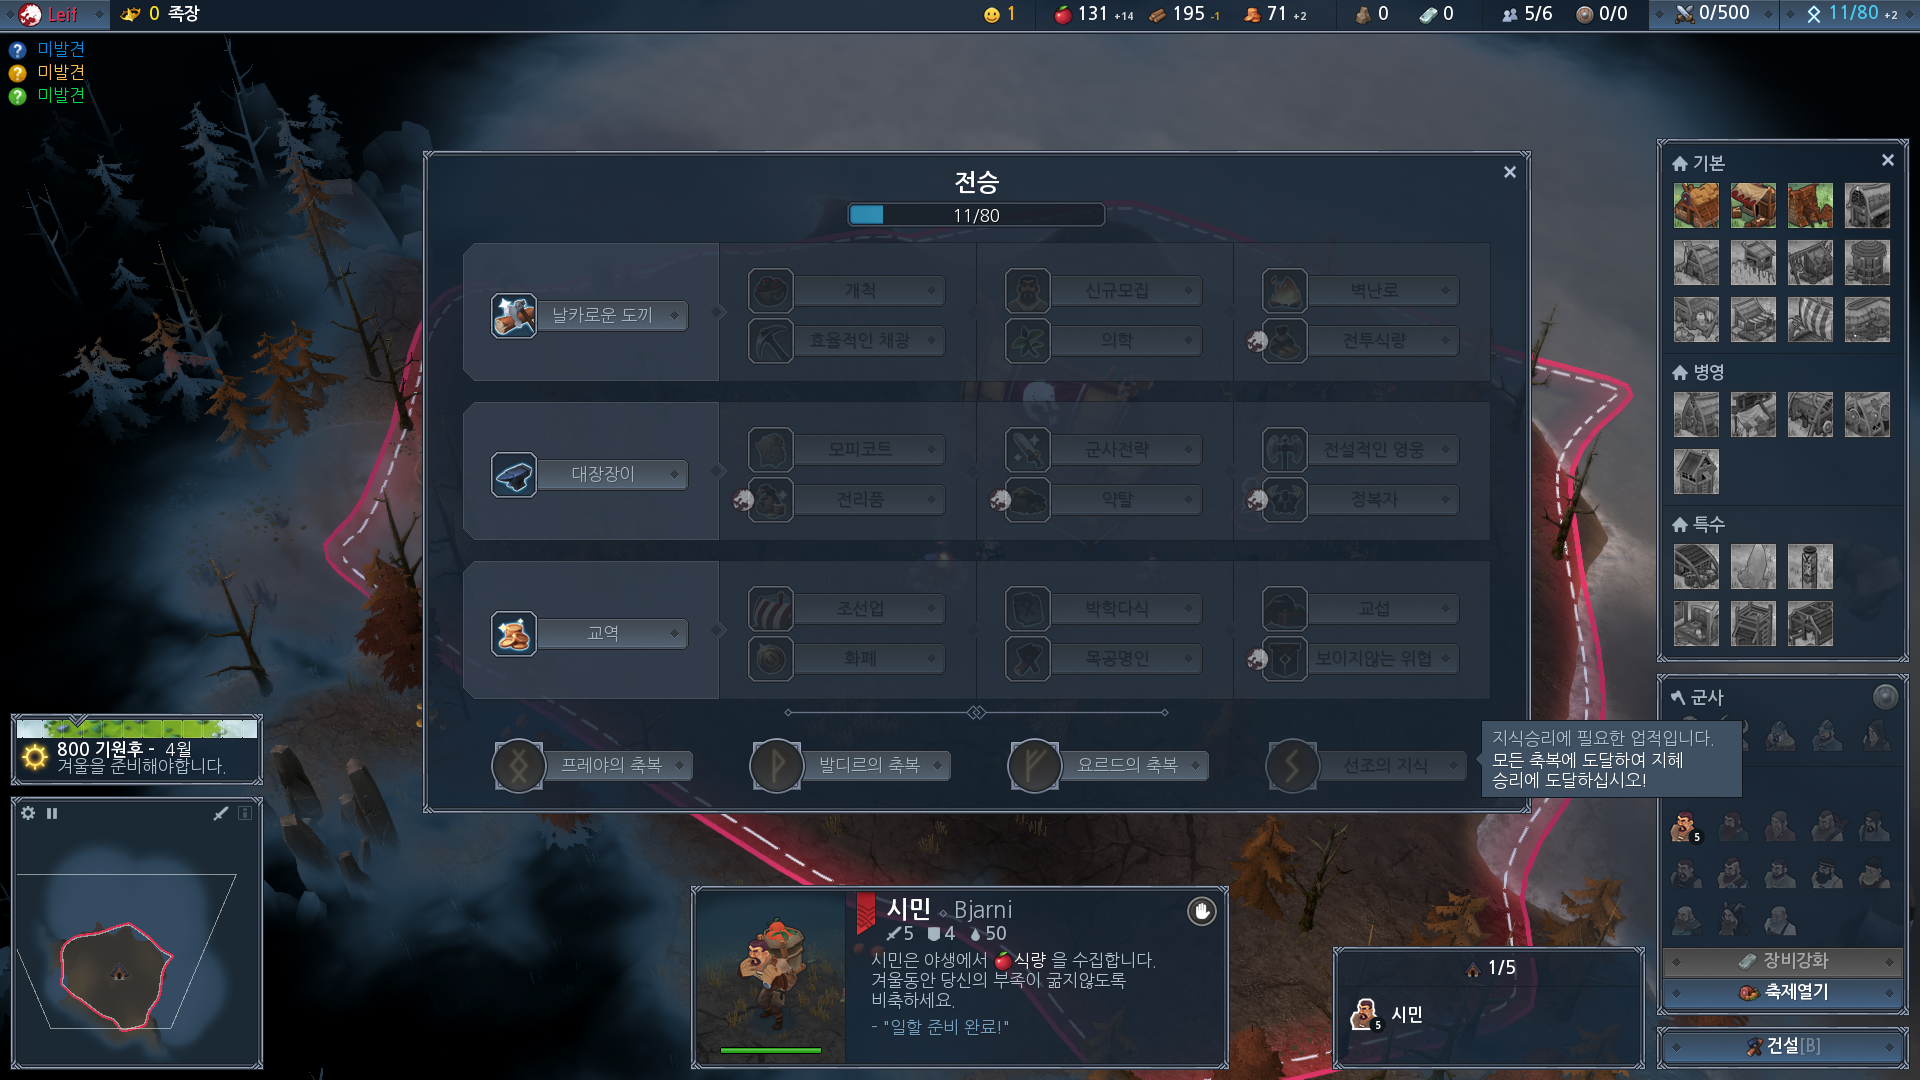 Leif
0 족장
1
131 +14
195 -1
71 +2
0
0
5/6
0/0
0/500
11/80 +2
? 미발견
? 미발견
? 미발견
전승
11/80
날카로운 도끼
개척
신규모집
벽난로
효율적인 채광
의학
전투식량
대장장이
모피코트
군사전략
전설적인 영웅
전리품
약탈
정복자
교역
조선업
박학다식
교섭
화폐
목공명인
보이지않는 위협
프레야의 축복
발디르의 축복
요르드의 축복
선조의 지식
지식승리에 필요한 업적입니다.
모든 축복에 도달하여 지혜
승리에 도달하십시오!
기본
병영
특수
군사
5
장비강화
축제열기
건설[B]
800 기원후 - 4월
겨울을 준비해야합니다.
시민 Bjarni
5 4 50
시민은 야생에서 식량 을 수집합니다.
겨울동안 당신의 부족이 굶지않도록
비축하세요.
- "일할 준비 완료!"
1/5
5 시민